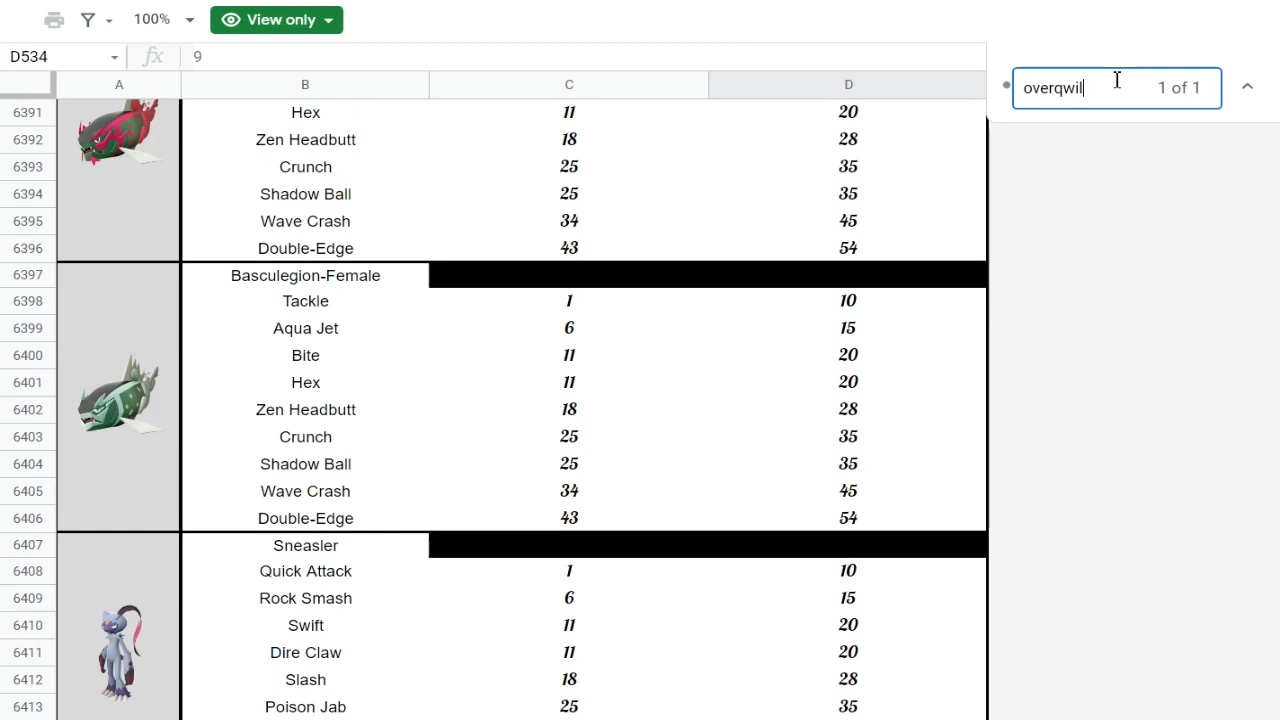 100% View only
D534 fx 9
overqwil 1 of 1
A B C D
6391 Hex 11 20
6392 Zen Headbutt 18 28
6393 Crunch 25 35
6394 Shadow Ball 25 35
6395 Wave Crash 34 45
6396 Double-Edge 43 54
6397 Basculegion-Female
6398 Tackle 1 10
6399 Aqua Jet 6 15
6400 Bite 11 20
6401 Hex 11 20
6402 Zen Headbutt 18 28
6403 Crunch 25 35
6404 Shadow Ball 25 35
6405 Wave Crash 34 45
6406 Double-Edge 43 54
6407 Sneasler
6408 Quick Attack 1 10
6409 Rock Smash 6 15
6410 Swift 11 20
6411 Dire Claw 11 20
6412 Slash 18 28
6413 Poison Jab 25 35